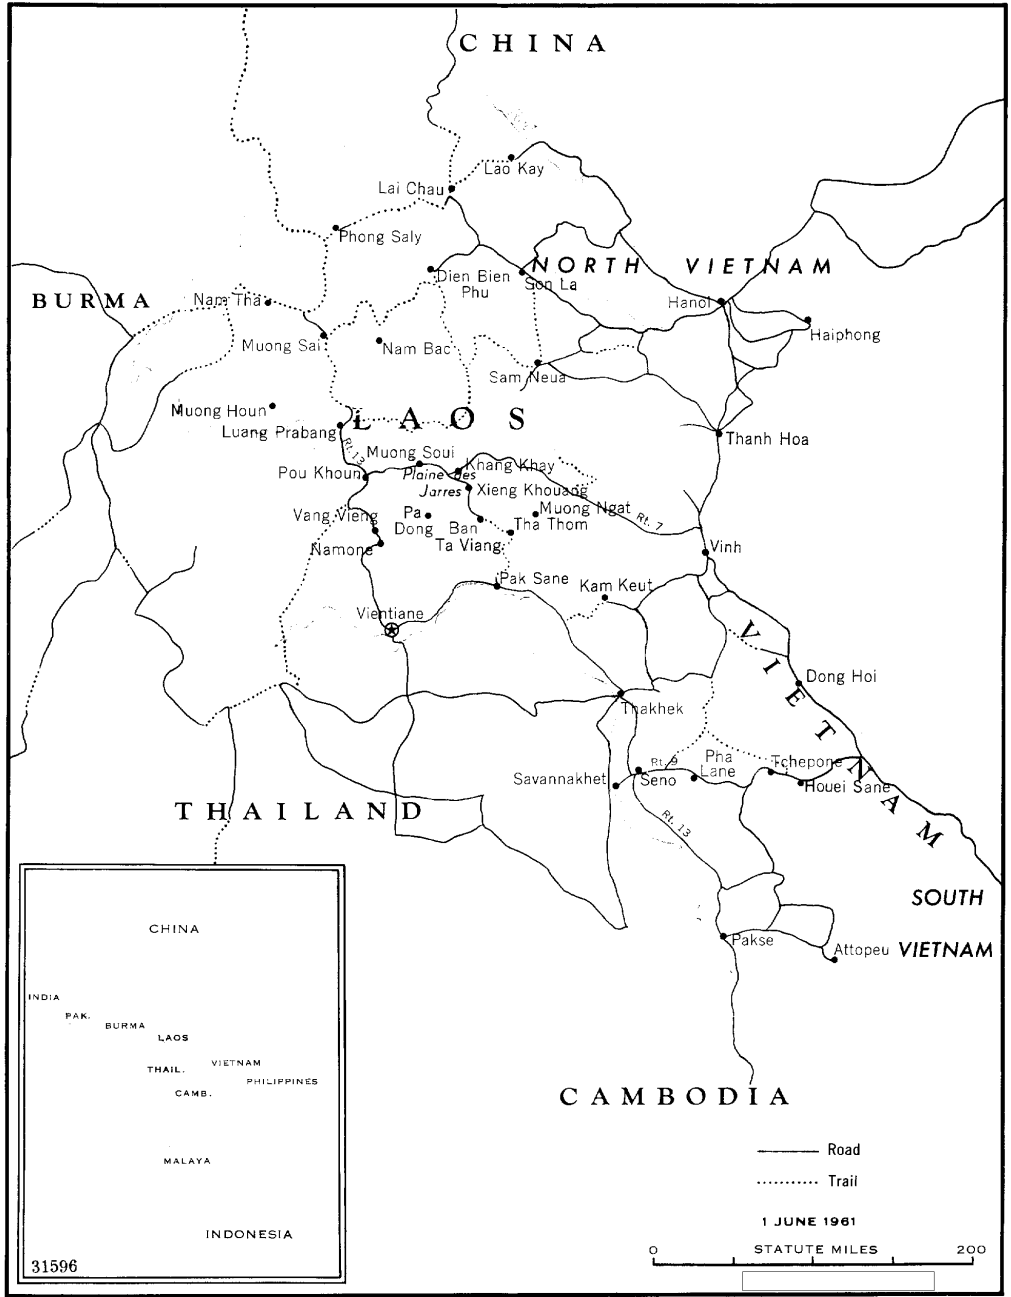 CHINA
Lao Kay
Lai Chau
Phong Saly
NORTH VIETNAM
Dien Bien
Phu
Son La
BURMA
Nam Tha
Hanoi
Haiphong
Muong Sai
Nam Bac
Sam Neua
Muong Houn
LAOS
Luang Prabang
Thanh Hoa
Rt. 13
Muong Soui
Pou Khoun
Plaine des
Jarres
Khang Khay
Xieng Khouang
Vang Vieng
Pa
Dong
Ban
Ta Viang
Muong Ngat
Tha Thom
Rt. 7
Namone
Vinh
Pak Sane
Kam Keut
Vientiane
VIETNAM
Dong Hoi
Thakhek
Rt. 9
Pha
Lane
Tchepone
Savannakhet
Seno
Houei Sane
THAILAND
Rt. 13
SOUTH
VIETNAM
Pakse
Attopeu
CHINA
INDIA
PAK.
BURMA
LAOS
THAIL.
VIETNAM
PHILIPPINES
CAMB.
MALAYA
INDONESIA
31596
CAMBODIA
Road
Trail
1 JUNE 1961
0 STATUTE MILES 200